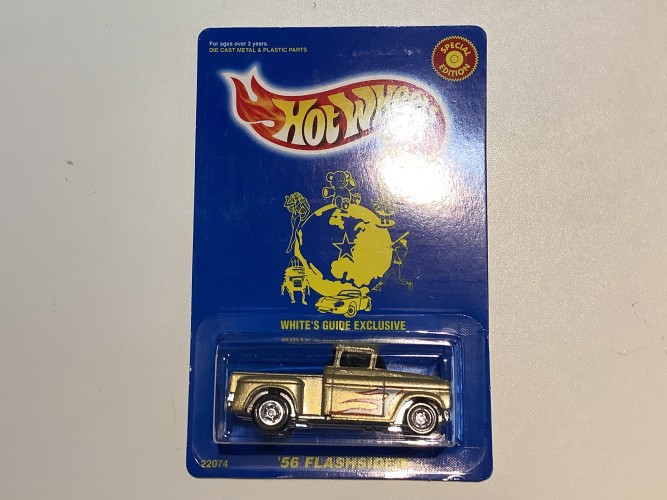 For ages over 3 years.
DIE CAST METAL & PLASTIC PARTS
SPECIAL
EDITION
HOT WHEELS
WHITE'S GUIDE EXCLUSIVE
22074
'56 FLASHSIDER